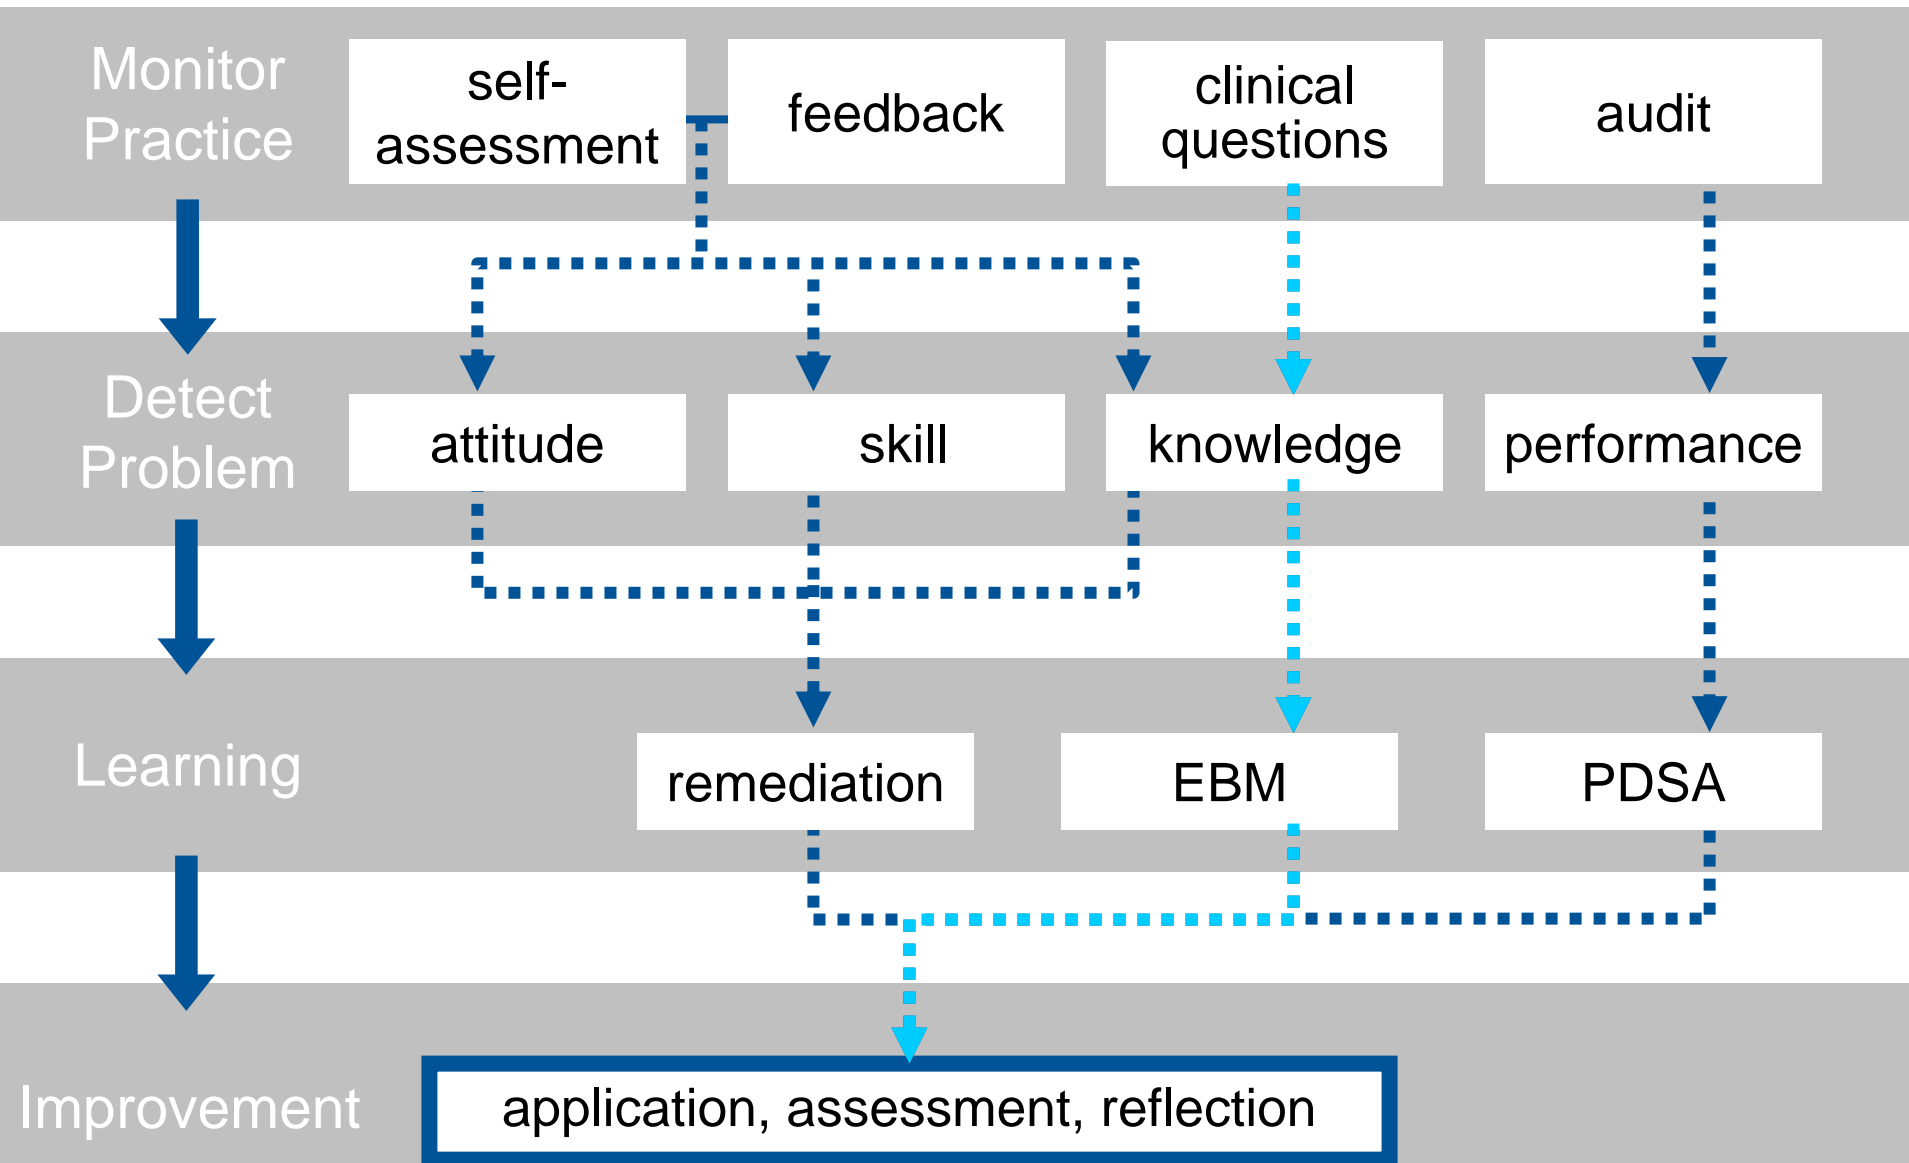 Monitor
Practice
self-
assessment
feedback
clinical
questions
audit
Detect
Problem
attitude
skill
knowledge
performance
Learning
remediation
EBM
PDSA
Improvement
application, assessment, reflection